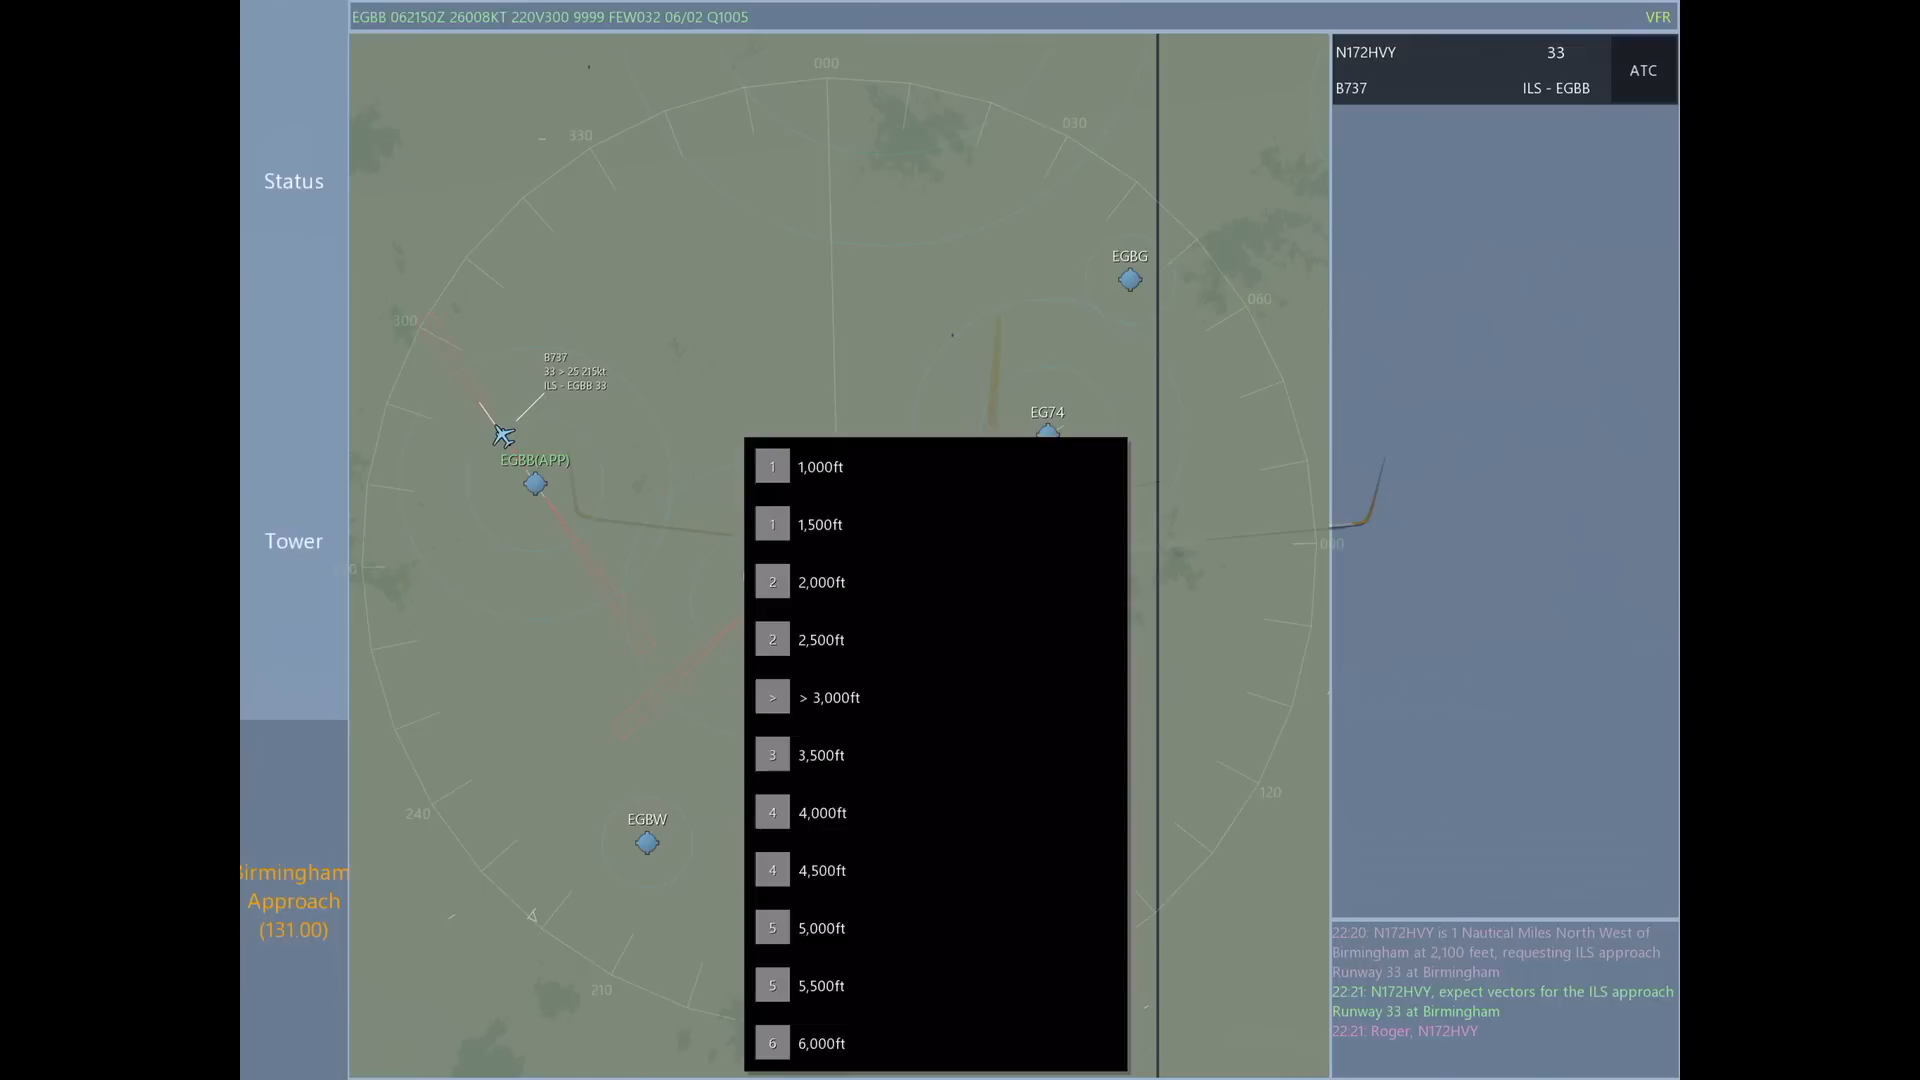 EGBB 062150Z 26008KT 220V300 9999 FEW032 06/02 Q1005
VFR
Status
Tower
Birmingham
Approach
(131.00)
000
030
060
120
210
240
300
330
EGBG
EG74
EGBW
EGBB(APP)
B737
33 > 25 215kt
ILS - EGBB 33
1 1,000ft
1 1,500ft
2 2,000ft
2 2,500ft
> > 3,000ft
3 3,500ft
4 4,000ft
4 4,500ft
5 5,000ft
5 5,500ft
6 6,000ft
N172HVY 33
ATC
B737 ILS - EGBB
22:20: N172HVY is 1 Nautical Miles North West of
Birmingham at 2,100 feet, requesting ILS approach
Runway 33 at Birmingham
22:21: N172HVY, expect vectors for the ILS approach
Runway 33 at Birmingham
22:21: Roger, N172HVY